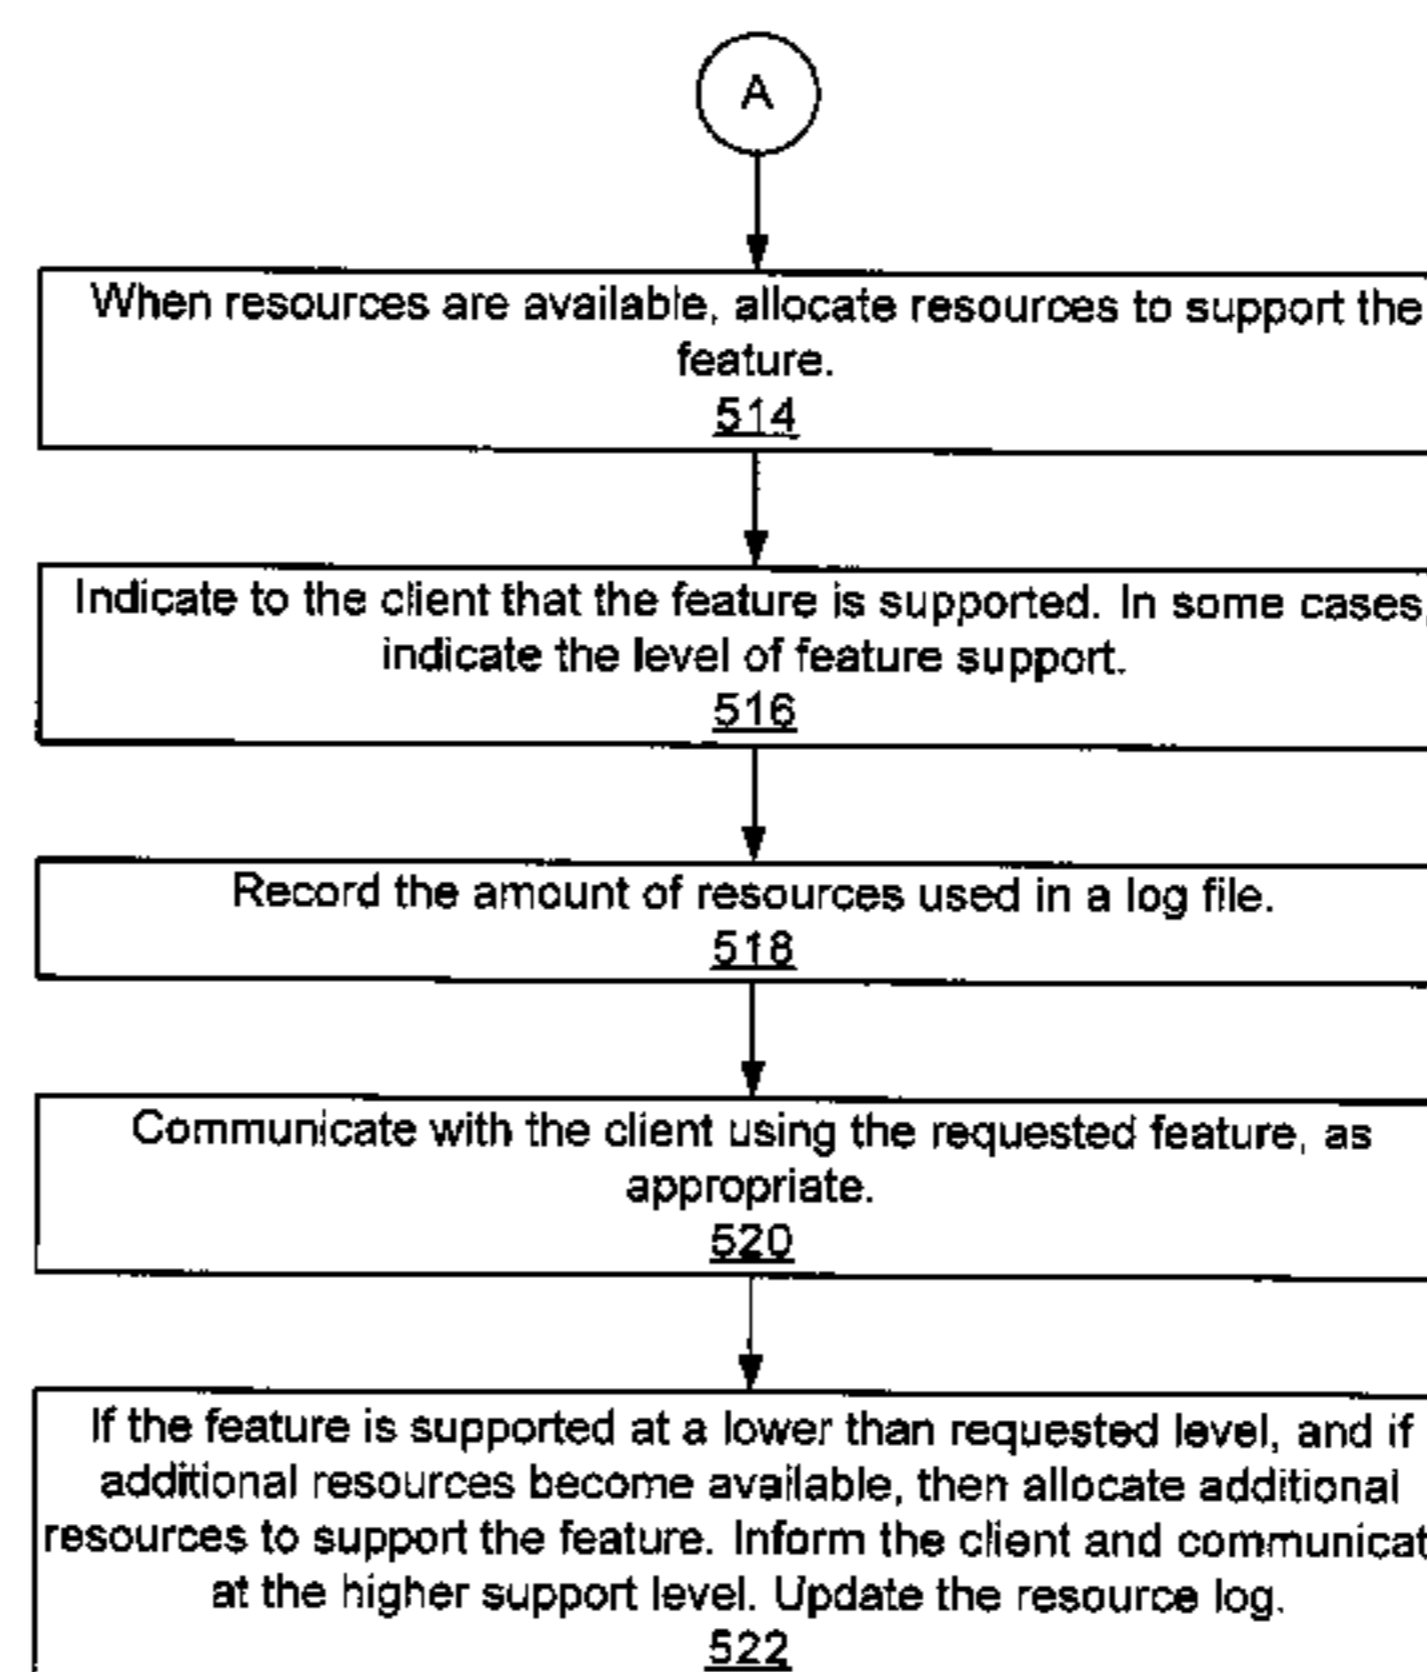 A
When resources are available, allocate resources to support the
feature.
514
Indicate to the client that the feature is supported. In some cases,
indicate the level of feature support.
516
Record the amount of resources used in a log file.
518
Communicate with the client using the requested feature, as
appropriate.
520
If the feature is supported at a lower than requested level, and if
additional resources become available, then allocate additional
resources to support the feature. Inform the client and communicat
at the higher support level. Update the resource log.
522